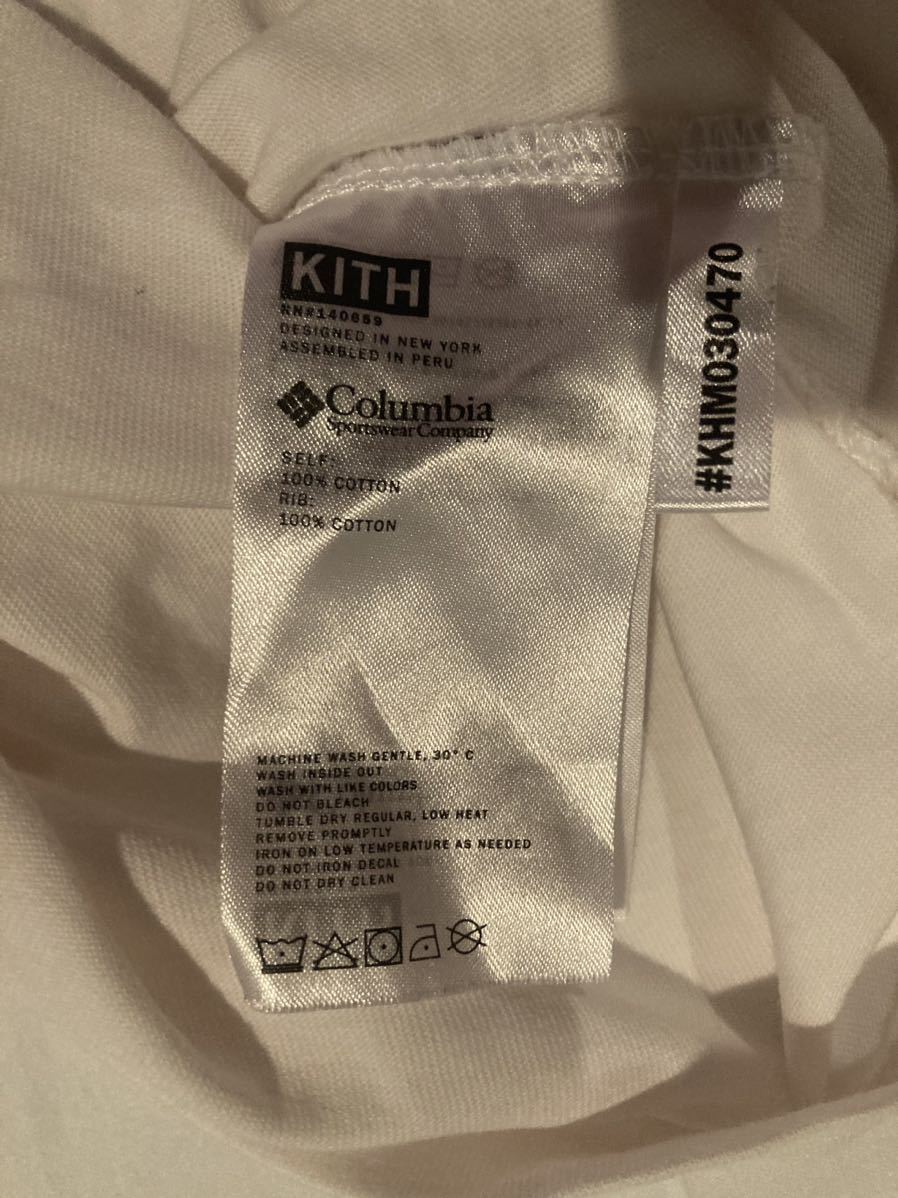 KITH
RN#140659
DESIGNED IN NEW YORK
ASSEMBLED IN PERU
Columbia
Sportswear Company
SELF:
100% COTTON
RIB:
100% COTTON
MACHINE WASH GENTLE, 30° C
WASH INSIDE OUT
WASH WITH LIKE COLORS
DO NOT BLEACH
TUMBLE DRY REGULAR, LOW HEAT
REMOVE PROMPTLY
IRON ON LOW TEMPERATURE AS NEEDED
DO NOT IRON DECAL
DO NOT DRY CLEAN
KITH
#KHM030470